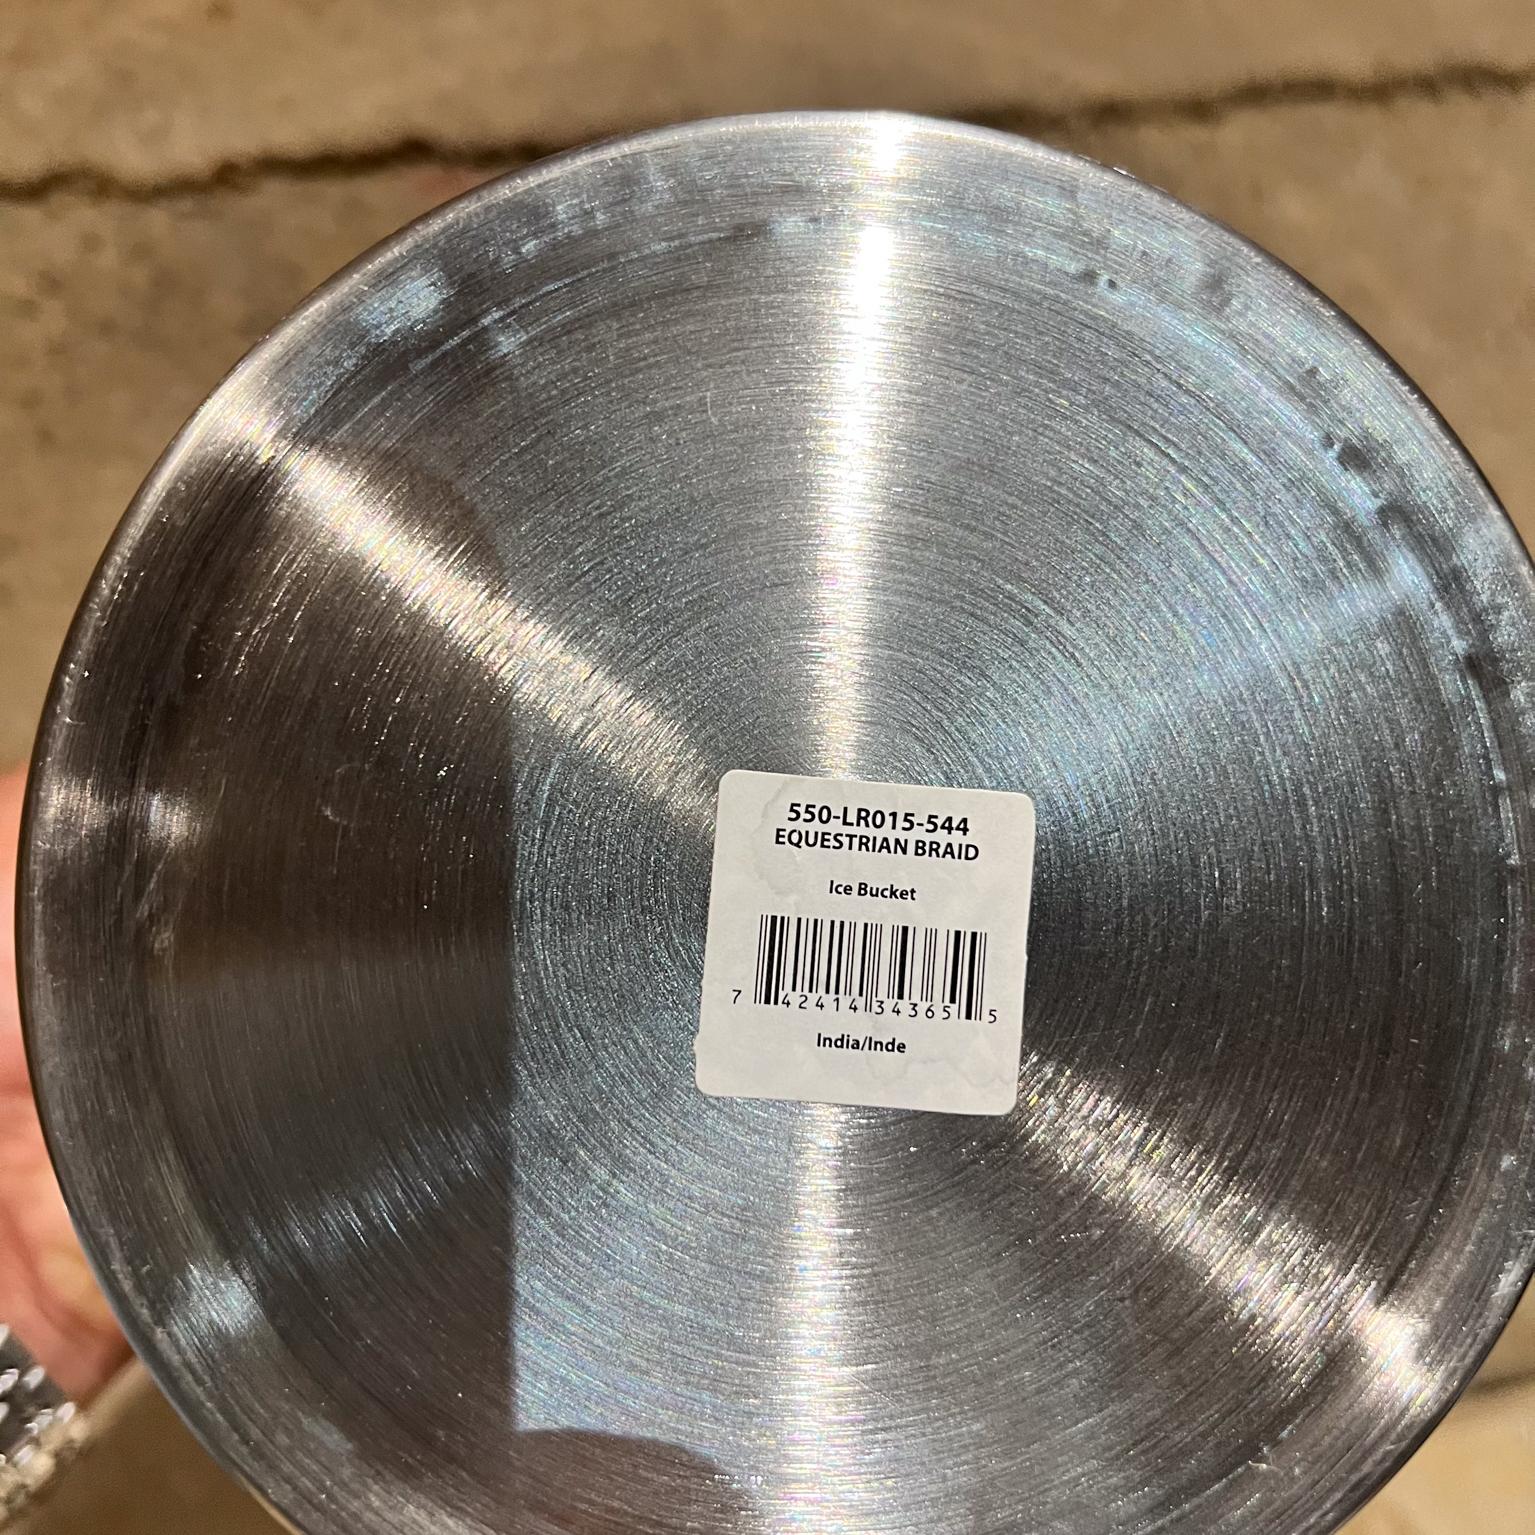 550-LR015-544
EQUESTRIAN BRAID
Ice Bucket
7 42414 34365 5
India/Inde